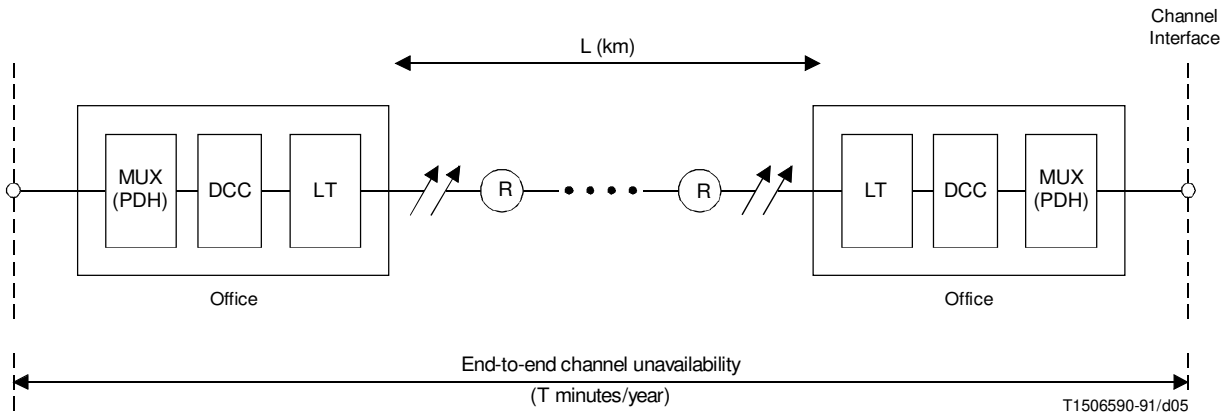 Channel
Interface
L (km)
MUX
(PDH)
DCC
LT
R
R
LT
DCC
MUX
(PDH)
Office
Office
End-to-end channel unavailability
(T minutes/year)
T1506590-91/d05